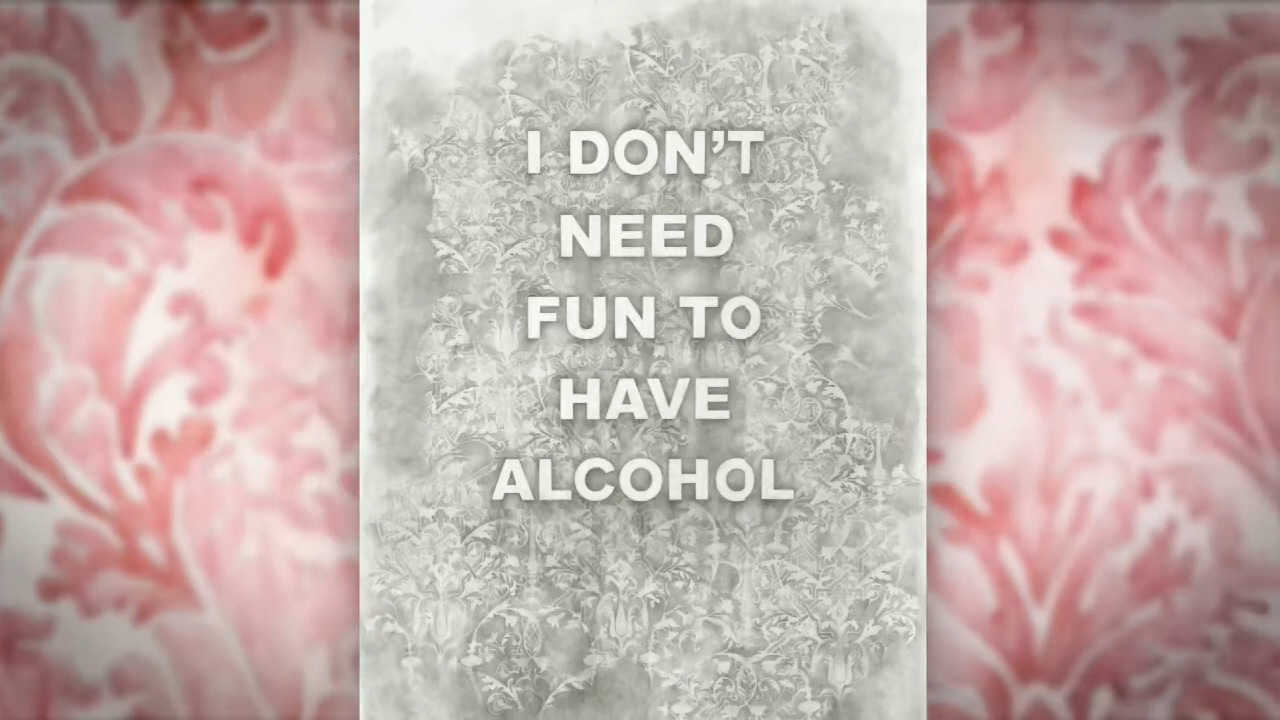 I DON’T
NEED
FUN TO
HAVE
ALCOHOL